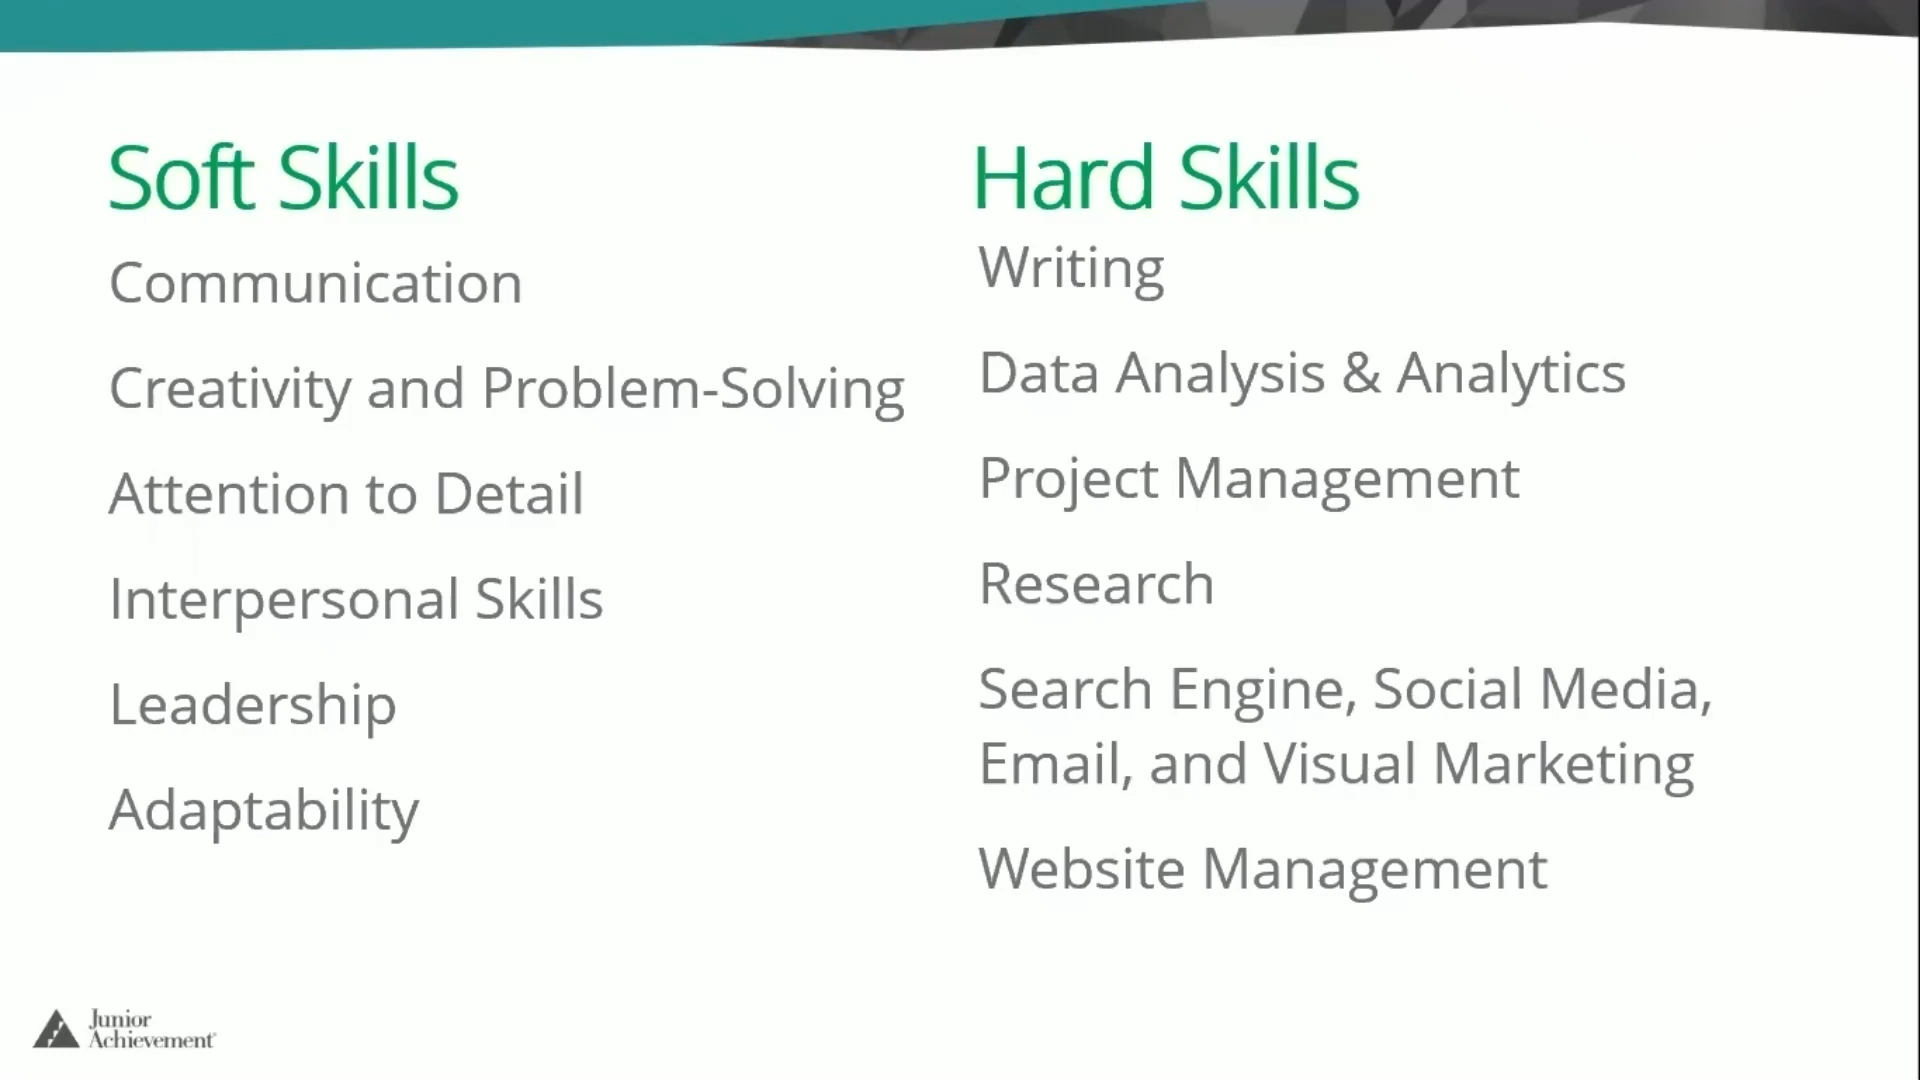 Soft Skills
Communication
Creativity and Problem-Solving
Attention to Detail
Interpersonal Skills
Leadership
Adaptability
Hard Skills
Writing
Data Analysis & Analytics
Project Management
Research
Search Engine, Social Media,
Email, and Visual Marketing
Website Management
Junior
Achievement